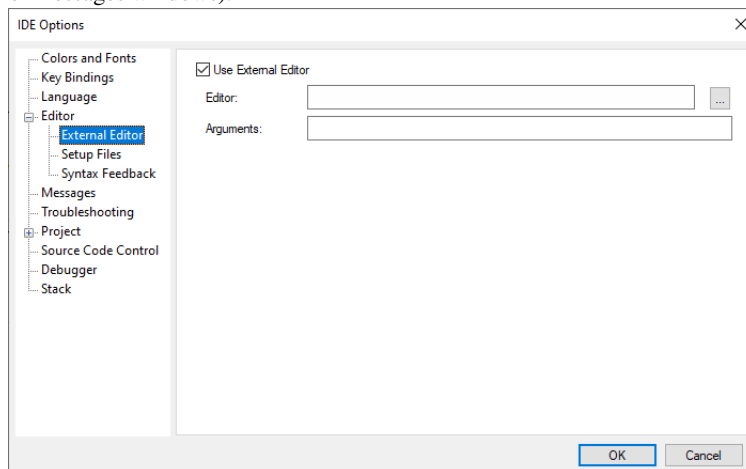 IDE Options
Colors and Fonts
Key Bindings
Language
Editor
External Editor
Setup Files
Syntax Feedback
Messages
Troubleshooting
Project
Source Code Control
Debugger
Stack
Use External Editor
Editor:
...
Arguments:
OK
Cancel